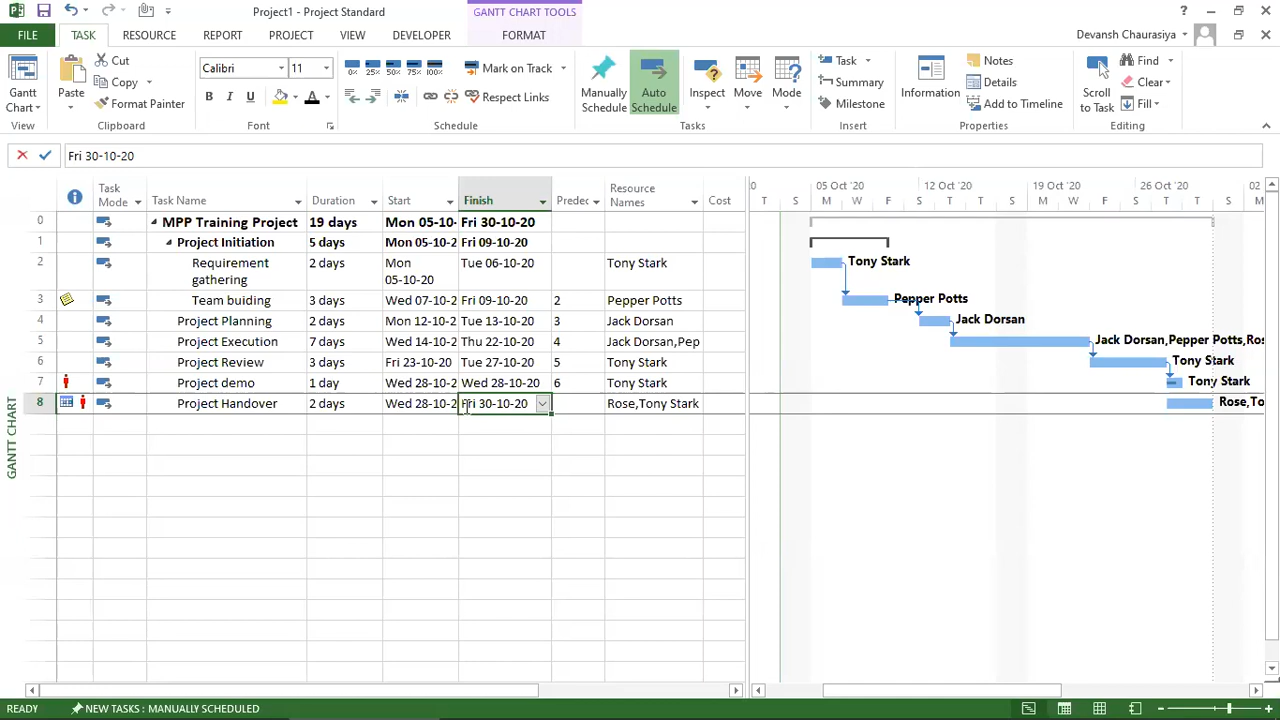 Project1 - Project Standard
GANTT CHART TOOLS
?
FILE TASK RESOURCE REPORT PROJECT VIEW DEVELOPER FORMAT Devansh Chaurasiya
Gantt Chart
View
Paste
Cut
Copy
Format Painter
Clipboard
Calibri 11
B I U A
Font
0% 25% 50% 75% 100%
Mark on Track
Respect Links
Schedule
Manually Schedule
Auto Schedule
Inspect
Move
Mode
Tasks
Task
Summary
Milestone
Insert
Information
Notes
Details
Add to Timeline
Properties
Scroll to Task
Find
Clear
Fill
Editing
Fri 30-10-20
Task Mode Task Name Duration Start Finish Predec Resource Names Cost
0 05 Oct '20 12 Oct '20 19 Oct '20 26 Oct '20 02
T S M W F S T T S M W F S T T S M
0 MPP Training Project 19 days Mon 05-10- Fri 30-10-20
1 Project Initiation 5 days Mon 05-10-2 Fri 09-10-20
2 Requirement gathering 2 days Mon 05-10-20 Tue 06-10-20 Tony Stark
Tony Stark
3 Team buiding 3 days Wed 07-10-2 Fri 09-10-20 2 Pepper Potts
Pepper Potts
4 Project Planning 2 days Mon 12-10-2 Tue 13-10-20 3 Jack Dorsan
Jack Dorsan
5 Project Execution 7 days Wed 14-10-2 Thu 22-10-20 4 Jack Dorsan,Pep
Jack Dorsan,Pepper Potts,Ros
6 Project Review 3 days Fri 23-10-20 Tue 27-10-20 5 Tony Stark
Tony Stark
7 Project demo 1 day Wed 28-10-2 Wed 28-10-20 6 Tony Stark
Tony Stark
8 Project Handover 2 days Wed 28-10-2 Fri 30-10-20 Rose,Tony Stark
Rose,To
GANTT CHART
READY NEW TASKS : MANUALLY SCHEDULED